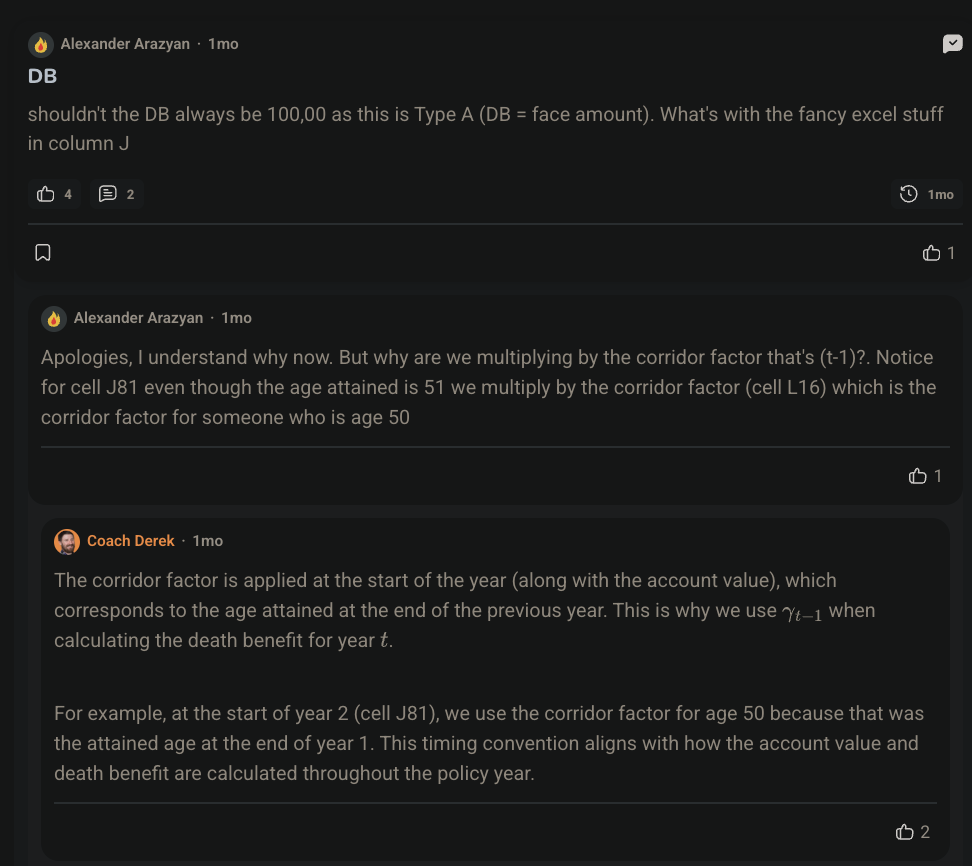 Alexander Arazyan · 1mo
DB
shouldn't the DB always be 100,00 as this is Type A (DB = face amount). What's with the fancy excel stuff
in column J
4 2 1mo
1
Alexander Arazyan · 1mo
Apologies, I understand why now. But why are we multiplying by the corridor factor that's (t-1)?. Notice
for cell J81 even though the age attained is 51 we multiply by the corridor factor (cell L16) which is the
corridor factor for someone who is age 50
1
Coach Derek · 1mo
The corridor factor is applied at the start of the year (along with the account value), which
corresponds to the age attained at the end of the previous year. This is why we use γₜ₋₁ when
calculating the death benefit for year t.
For example, at the start of year 2 (cell J81), we use the corridor factor for age 50 because that was
the attained age at the end of year 1. This timing convention aligns with how the account value and
death benefit are calculated throughout the policy year.
2